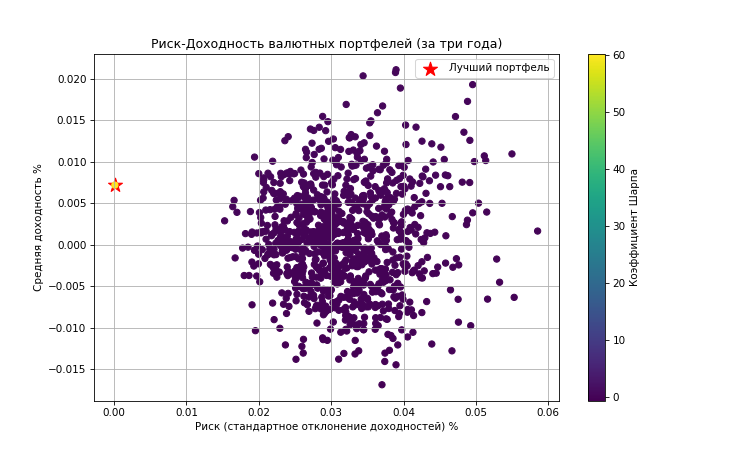 Риск-Доходность валютных портфелей (за три года)
Лучший портфель
Средняя доходность %
0.020
0.015
0.010
0.005
0.000
−0.005
−0.010
−0.015
0.00 0.01 0.02 0.03 0.04 0.05 0.06
Риск (стандартное отклонение доходностей) %
60
50
40
30
20
10
0
Коэффициент Шарпа